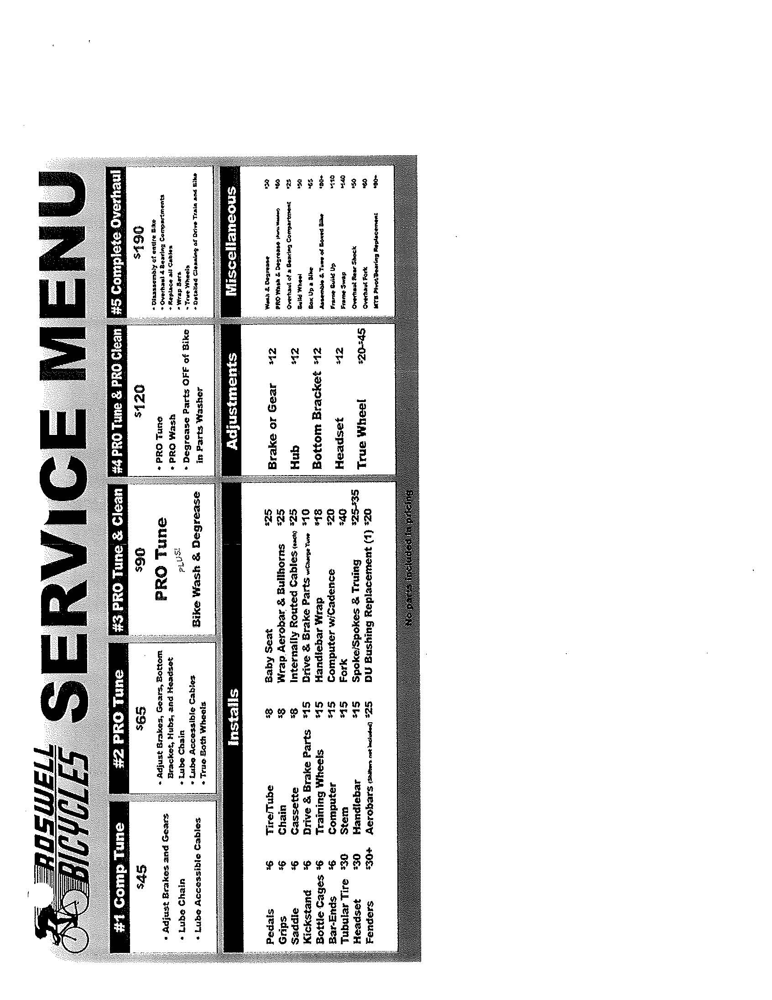 ROSWELL
BICYCLES
SERVICE MENU
#1 Comp Tune
$45
• Adjust Brakes and Gears
• Lube Chain
• Lube Accessible Cables
#2 PRO Tune
$65
• Adjust Brakes, Gears, Bottom
Bracket, Hubs, and Headset
• Lube Chain
• Lube Accessible Cables
• True Both Wheels
#3 PRO Tune & Clean
$90
PRO Tune
PLUS!
Bike Wash & Degrease
#4 PRO Tune & PRO Clean
$120
• PRO Tune
• PRO Wash
• Degrease Parts OFF of Bike
in Parts Washer
#5 Complete Overhaul
$190
• Disassembly of entire Bike
• Overhaul 4 Bearing Compartments
• Replace all Cables
• Wrap Bars
• True Wheels
• Detailed Cleaning of Drive Train and Bike
Installs
Pedals $6
Grips $6
Saddle $6
Kickstand $6
Bottle Cages $6
Bar-Ends $6
Tubular Tire $30
Headset $30
Fenders $30+
Tire/Tube $8
Chain $8
Cassette $8
Drive & Brake Parts $15
Training Wheels $15
Computer $15
Stem $15
Handlebar $15
Aerobars (Shifters not included) $25
Baby Seat $25
Wrap Aerobar & Bullhorns $25
Internally Routed Cables (each) $25
Drive & Brake Parts w/Charge Tune $10
Handlebar Wrap $18
Computer w/Cadence $20
Fork $40
Spoke/Spokes & Truing $25-$35
DU Bushing Replacement (1) $20
Adjustments
Brake or Gear $12
Hub $12
Bottom Bracket $12
Headset $12
True Wheel $20-$45
Miscellaneous
Wash & Degrease $30
PRO Wash & Degrease (Parts Washer) $60
Overhaul of a Bearing Compartment $25
Build Wheel $50
Box Up a Bike $65
Assemble & Tune of Boxed Bike $80+
Frame Build Up $110
Frame Swap $140
Overhaul Rear Shock $50
Overhaul Fork $60
MTB Pivot/Bearing Replacement $80+
No parts included in pricing